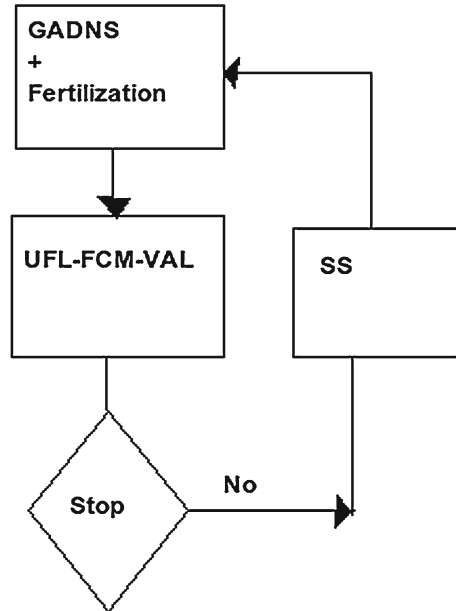 GADNS
+
Fertilization
UFL-FCM-VAL
SS
Stop
No